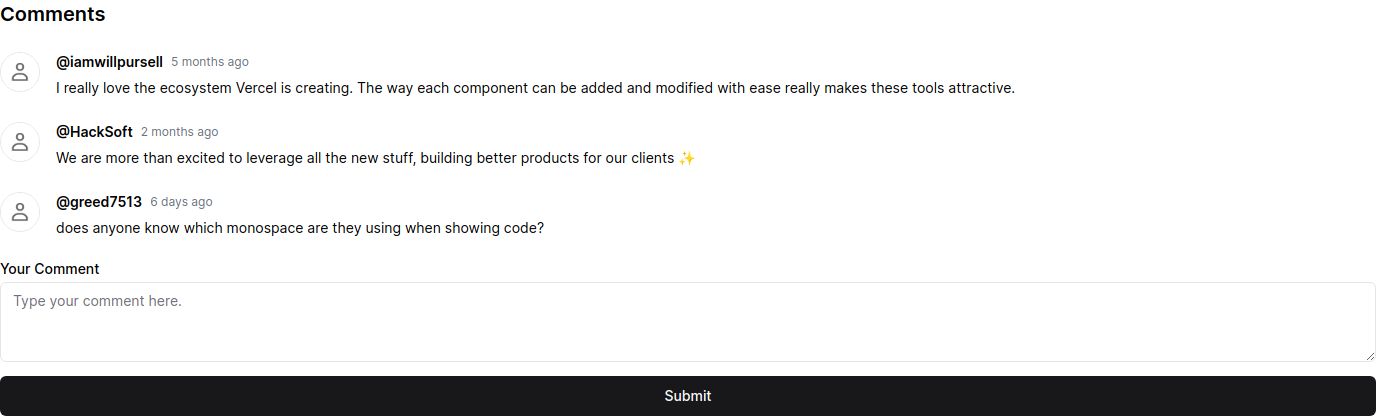 Comments
@iamwillpursell 5 months ago
I really love the ecosystem Vercel is creating. The way each component can be added and modified with ease really makes these tools attractive.
@HackSoft 2 months ago
We are more than excited to leverage all the new stuff, building better products for our clients ✨
@greed7513 6 days ago
does anyone know which monospace are they using when showing code?
Your Comment
Type your comment here.
Submit